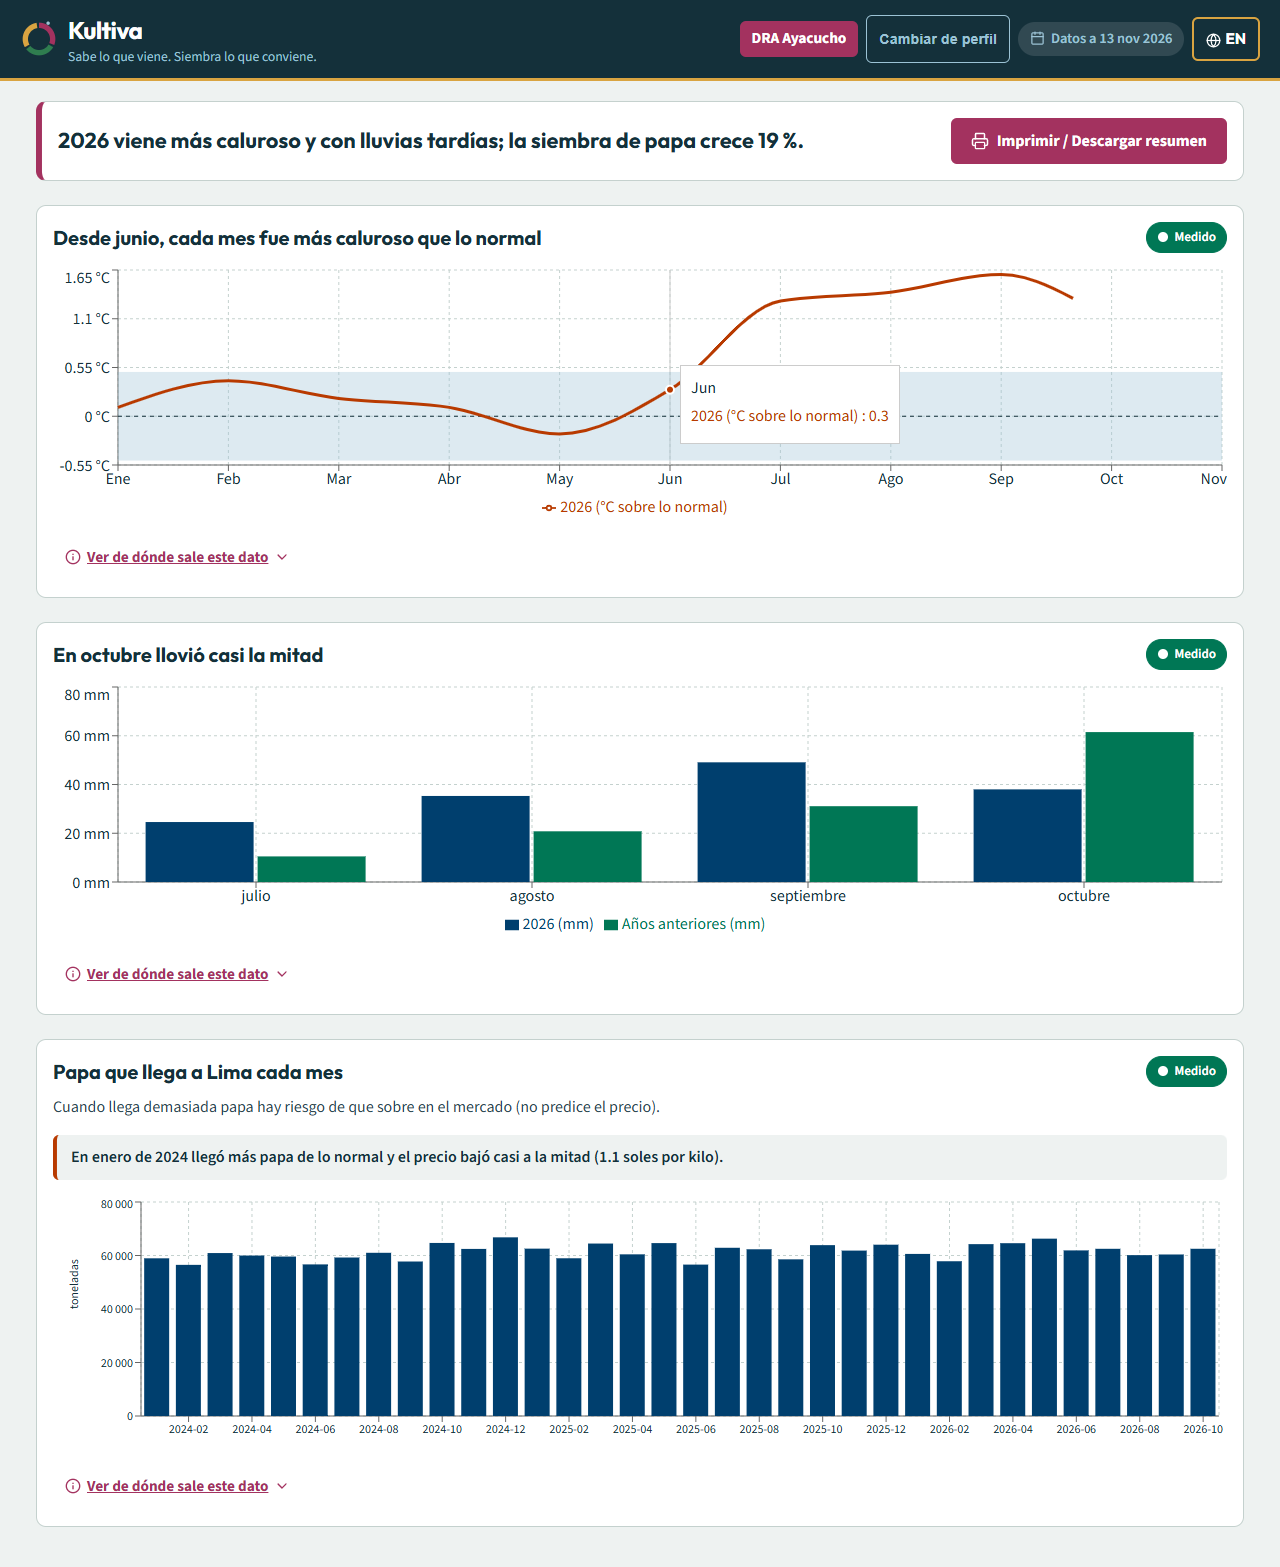 Kultiva
Sabe lo que viene. Siembra lo que conviene.
DRA Ayacucho
Cambiar de perfil
Datos a 13 nov 2026
EN
2026 viene más caluroso y con lluvias tardías; la siembra de papa crece 19 %.
Imprimir / Descargar resumen
Desde junio, cada mes fue más caluroso que lo normal
Medido
1.65 °C
1.1 °C
0.55 °C
0 °C
-0.55 °C
Jun
2026 (°C sobre lo normal) : 0.3
Ene Feb Mar Abr May Jun Jul Ago Sep Oct Nov
2026 (°C sobre lo normal)
Ver de dónde sale este dato
En octubre llovió casi la mitad
Medido
80 mm
60 mm
40 mm
20 mm
0 mm
julio agosto septiembre octubre
2026 (mm) Años anteriores (mm)
Ver de dónde sale este dato
Papa que llega a Lima cada mes
Medido
Cuando llega demasiada papa hay riesgo de que sobre en el mercado (no predice el precio).
En enero de 2024 llegó más papa de lo normal y el precio bajó casi a la mitad (1.1 soles por kilo).
toneladas
80 000
60 000
40 000
20 000
0
2024-02 2024-04 2024-06 2024-08 2024-10 2024-12 2025-02 2025-04 2025-06 2025-08 2025-10 2025-12 2026-02 2026-04 2026-06 2026-08 2026-10
Ver de dónde sale este dato